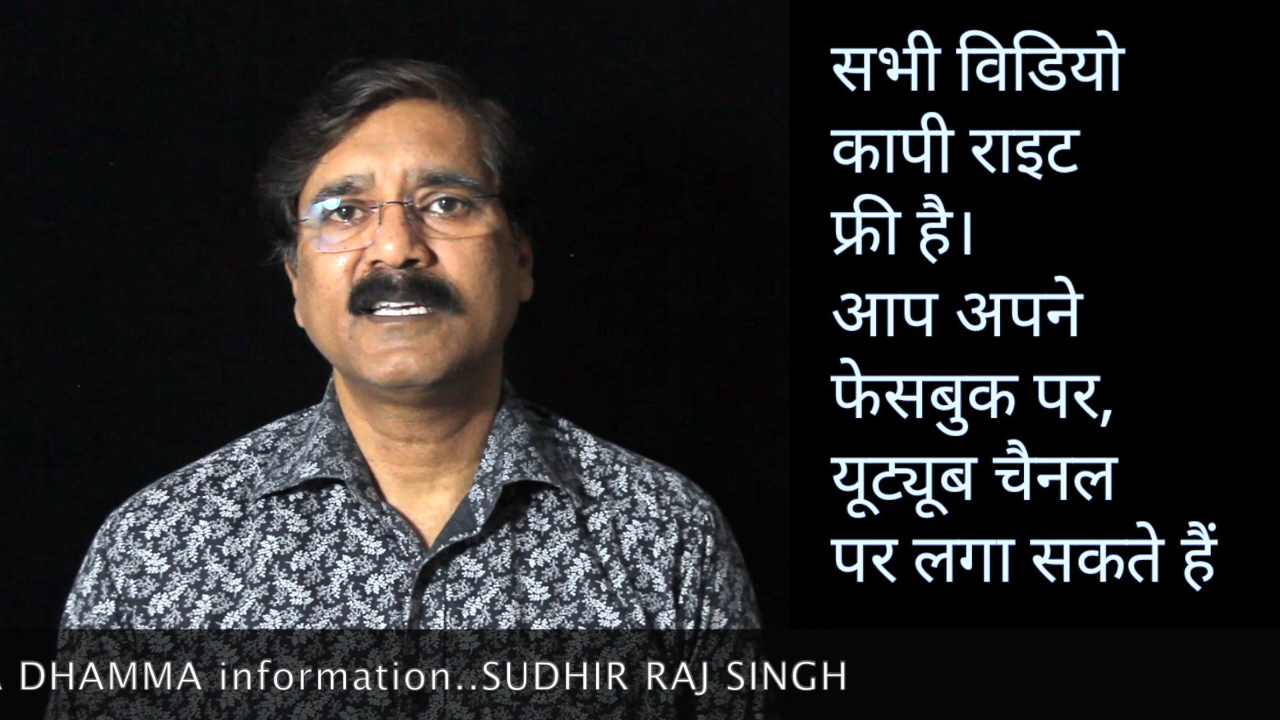 सभी विडियो
कापी राइट
फ्री है।
आप अपने
फेसबुक पर,
यूट्यूब चैनल
पर लगा सकते हैं
DHAMMA information..SUDHIR RAJ SINGH